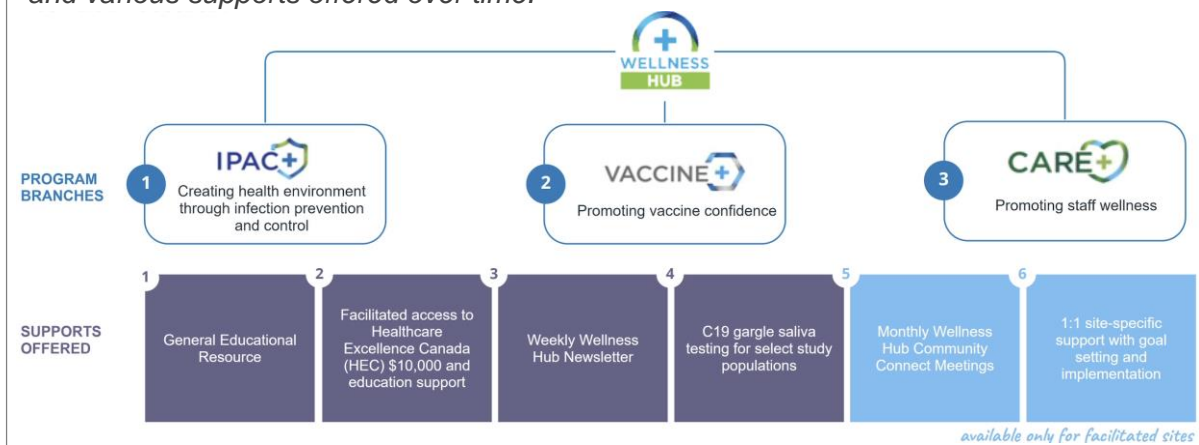 and various supports offered over time.
WELLNESS
HUB
PROGRAM
BRANCHES
1
IPAC+
Creating health environment
through infection prevention
and control
2
VACCINE+
Promoting vaccine confidence
3
CARE+
Promoting staff wellness
SUPPORTS
OFFERED
1
General Educational
Resource
2
Facilitated access to
Healthcare
Excellence Canada
(HEC) $10,000 and
education support
3
Weekly Wellness
Hub Newsletter
4
C19 gargle saliva
testing for select study
populations
5
Monthly Wellness
Hub Community
Connect Meetings
6
1:1 site-specific
support with goal
setting and
implementation
available only for facilitated sites